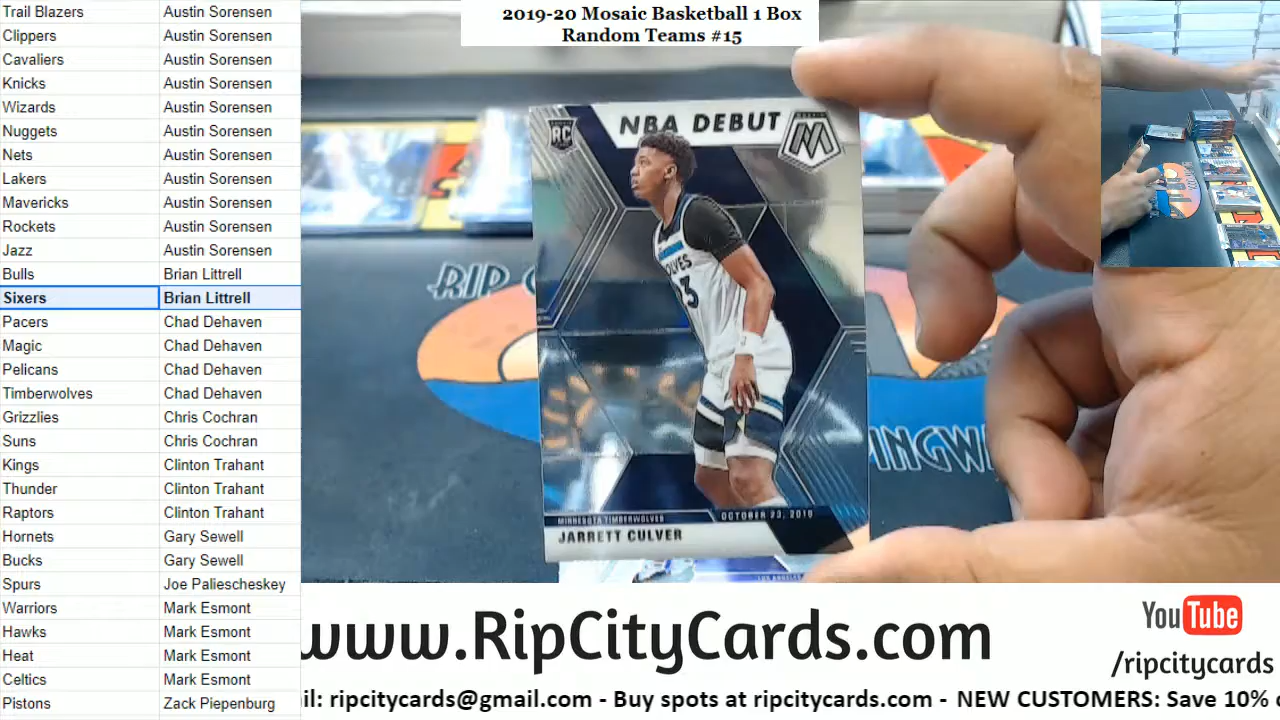 Trail Blazers Austin Sorensen
Clippers Austin Sorensen
Cavaliers Austin Sorensen
Knicks Austin Sorensen
Wizards Austin Sorensen
Nuggets Austin Sorensen
Nets Austin Sorensen
Lakers Austin Sorensen
Mavericks Austin Sorensen
Rockets Austin Sorensen
Jazz Austin Sorensen
Bulls Brian Littrell
Sixers Brian Littrell
Pacers Chad Dehaven
Magic Chad Dehaven
Pelicans Chad Dehaven
Timberwolves Chad Dehaven
Grizzlies Chris Cochran
Suns Chris Cochran
Kings Clinton Trahant
Thunder Clinton Trahant
Raptors Clinton Trahant
Hornets Gary Sewell
Bucks Gary Sewell
Spurs Joe Paliescheskey
Warriors Mark Esmont
Hawks Mark Esmont
Heat Mark Esmont
Celtics Mark Esmont
Pistons Zack Piepenburg
2019-20 Mosaic Basketball 1 Box
Random Teams #15
RC
NBA DEBUT
M
RIP
OLVES
MINNESOTA TIMBERWOLVES OCTOBER 23, 2019
JARRETT CULVER
www.RipCityCards.com
YouTube
/ripcitycards
il: ripcitycards@gmail.com - Buy spots at ripcitycards.com - NEW CUSTOMERS: Save 10%